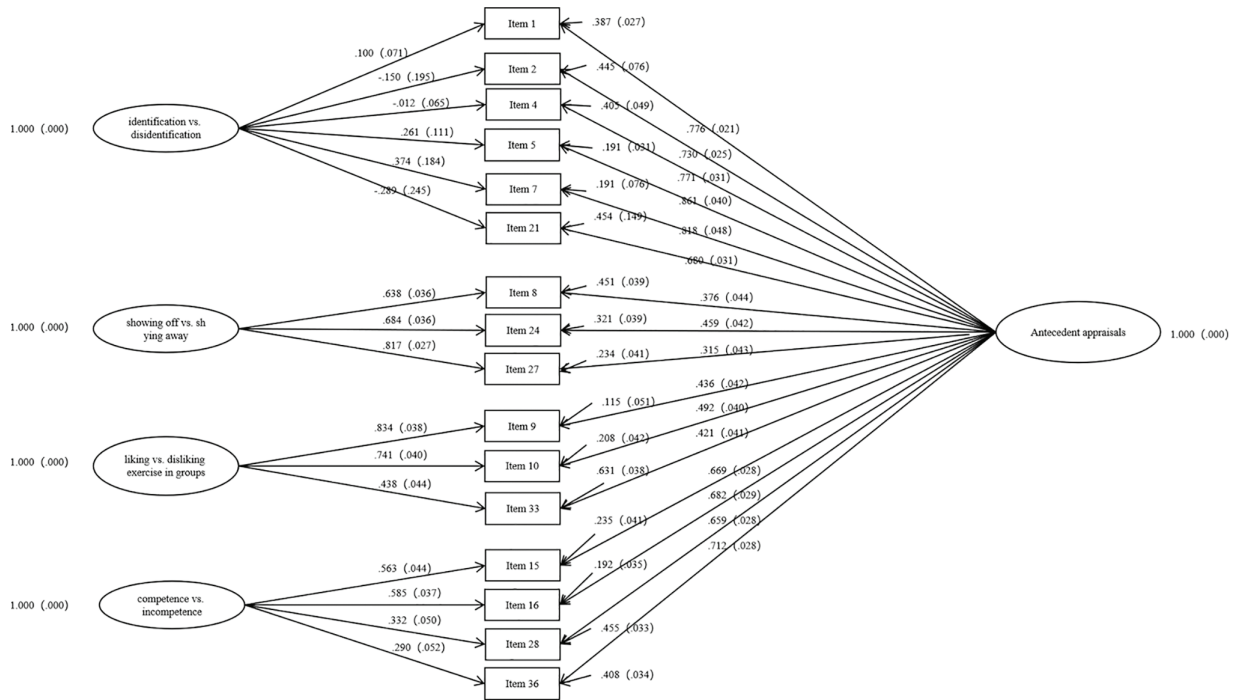 Item 1
.387 (.027)
.100 (.071)
Item 2
.445 (.076)
-.150 (.195)
Item 4
.405 (.049)
-.012 (.065)
1.000 (.000)
identification vs.
disidentification
.776 (.021)
.261 (.111)
Item 5
.191 (.031)
.730 (.025)
.374 (.184)
.771 (.031)
Item 7
.191 (.076)
.861 (.040)
-.289 (.245)
.454 (.149)
.818 (.048)
Item 21
.680 (.031)
.451 (.039)
Item 8
.376 (.044)
.638 (.036)
1.000 (.000)
showing off vs. sh
ying away
.684 (.036)
Item 24
.321 (.039)
.459 (.042)
Antecedent appraisals
1.000 (.000)
.817 (.027)
.234 (.041)
.315 (.043)
Item 27
.436 (.042)
.115 (.051)
.492 (.040)
.834 (.038)
Item 9
.421 (.041)
.208 (.042)
1.000 (.000)
liking vs. disliking
exercise in groups
.741 (.040)
Item 10
.631 (.038)
.669 (.028)
.438 (.044)
Item 33
.682 (.029)
.235 (.041)
.659 (.028)
.712 (.028)
.563 (.044)
Item 15
.192 (.035)
1.000 (.000)
competence vs.
incompetence
.585 (.037)
Item 16
.332 (.050)
.455 (.033)
Item 28
.290 (.052)
.408 (.034)
Item 36